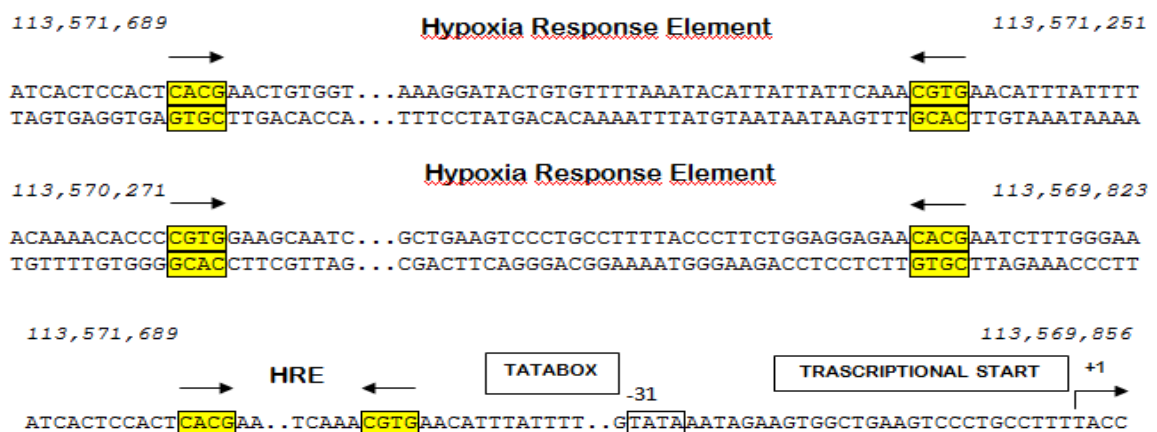 113,571,689 Hypoxia Response Element 113,571,251
ATCACTCCACTCACGAACTGTGGT...AAAGGATACTGTGTTTTAAATACATTATTATTCAAACGTGAACATTTATTTT
TAGTGAGGTGAGTGCTTGACACCA...TTTCCTATGACACAAAATTTATGTAATAATAAGTTTGCACTTGTAAATAAAA
113,570,271 Hypoxia Response Element 113,569,823
ACAAAACACCCCGTGGAAGCAATC...GCTGAAGTCCCTGCCTTTTACCCTTCTGGAGGAGAACACGAATCTTTGGGAA
TGTTTTGTGGGGCACCTTCGTTAG...CGACTTCAGGGACGGAAAATGGGAAGACCTCCTCTTGTGCTTAGAAACCCTT
113,571,689 113,569,856
HRE TATABOX TRASCRIPTIONAL START +1
-31
ATCACTCCACTCACGAA..TCAAACGTGAACATTTATTTT..GTATAAATAGAAGTGGCTGAAGTCCCTGCCTTTTACC